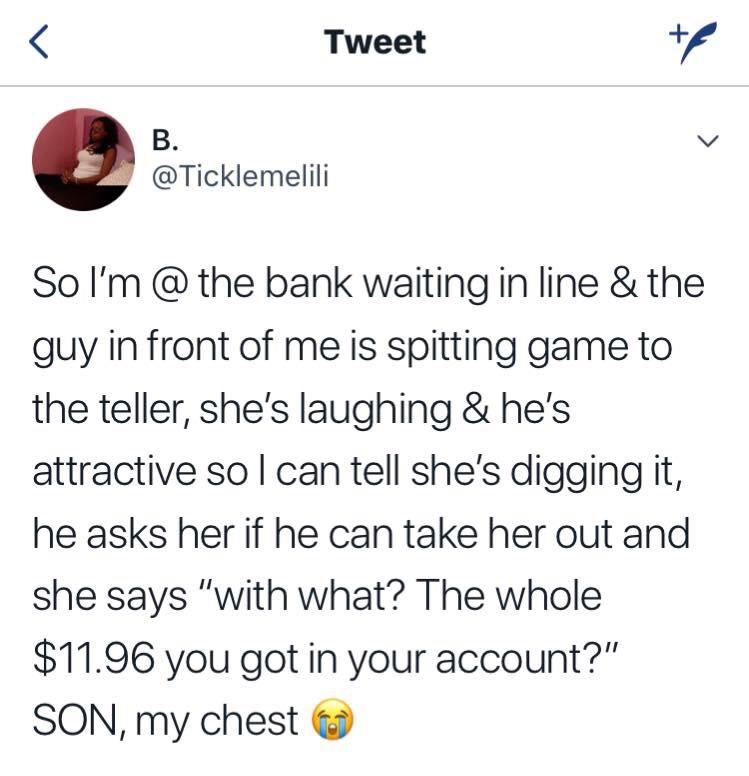 Tweet
B.
@Ticklemelili
So I’m @ the bank waiting in line & the
guy in front of me is spitting game to
the teller, she’s laughing & he’s
attractive so I can tell she’s digging it,
he asks her if he can take her out and
she says “with what? The whole
$11.96 you got in your account?”
SON, my chest 😭